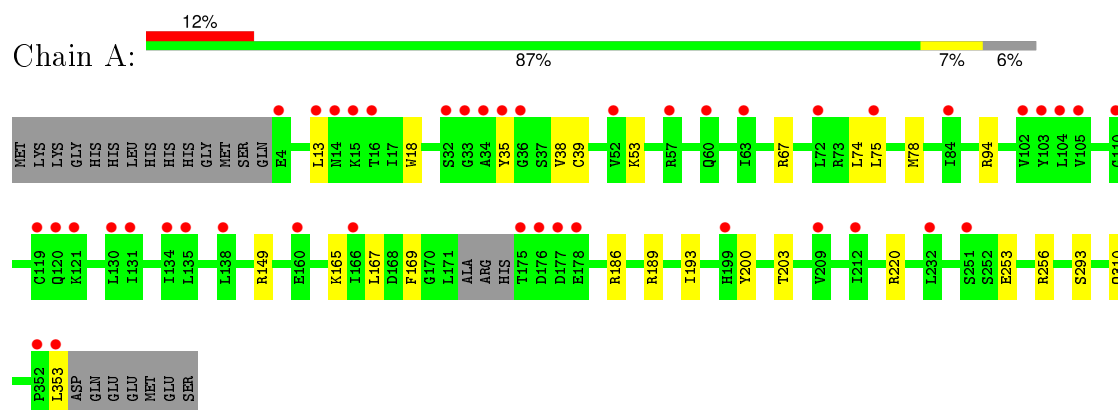 12%
Chain A:
87% 7% 6%
MET LYS LYS GLY HIS HIS LEU HIS HIS HIS GLY MET SER GLN E4 L13 N14 K15 T16 I17 W18 S32 G33 A34 Y35 G36 S37 V38 C39 V52 K53 R57 Q60 I63 R67 L72 R73 L74 L75 M78 I84 R94 V102 Y103 L104 V105
C119 Q120 K121 L130 I131 I134 L135 L138 R149 E160 K165 I166 L167 D168 F169 G170 L171 ALA ARG HIS T175 D176 D177 E178 R186 R189 I193 H199 Y200 T203 V209 I212 R220 L232 S251 S252 E253 R256 S293
P352 L353 ASP GLN GLU GLU MET GLU SER